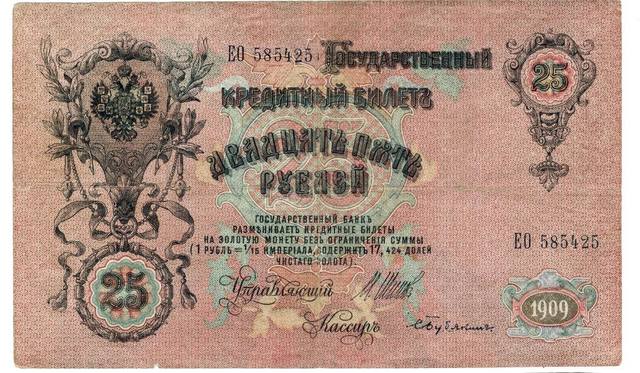 ЕО 585425 Государственный
25
Кредитный Билетъ
25
Двадцать пять
рублей
Государственный Банкъ
размѣниваетъ кредитные билеты
на золотую монету безъ ограниченія суммы
(1 рубль = 1/15 имперіала, содержитъ 17, 424 долей
чистаго золота).
ЕО 585425
25
Управляющій
Кассиръ
1909